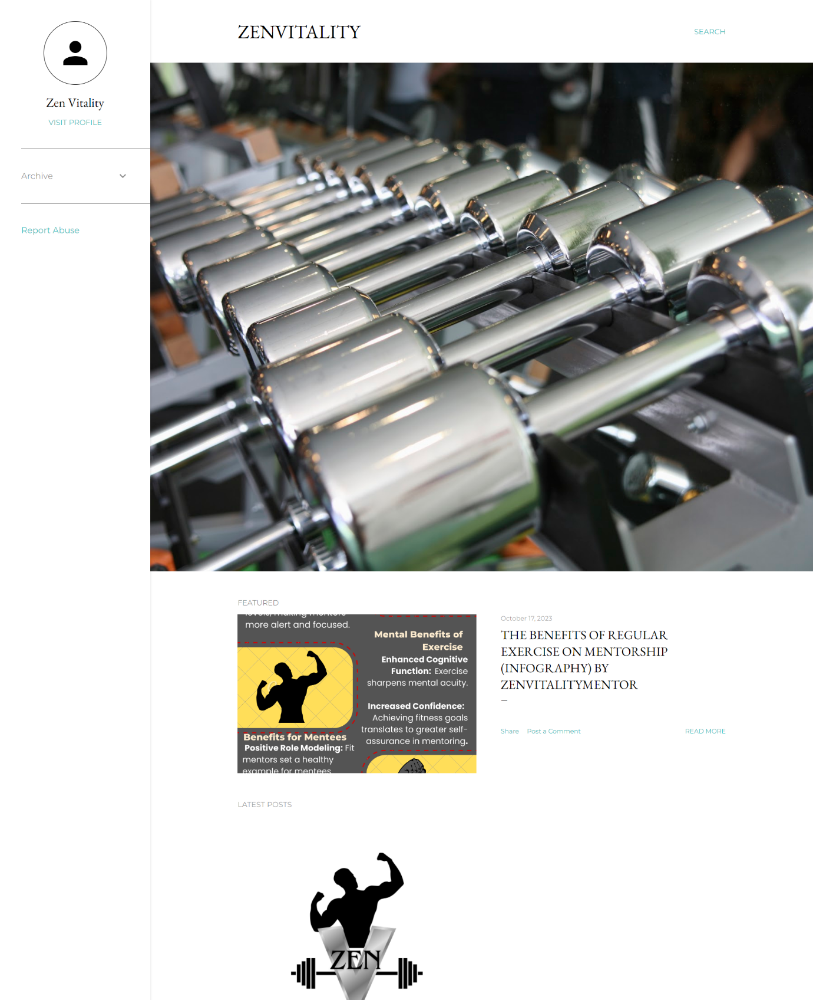 Zen Vitality
VISIT PROFILE
Archive
Report Abuse
ZENVITALITY
SEARCH
FEATURED
more alert and focused.
Benefits for Mentees
Positive Role Modeling: Fit
mentors set a healthy
example for mentees
Mental Benefits of
Exercise
Enhanced Cognitive
Function: Exercise
sharpens mental acuity.
Increased Confidence:
Achieving fitness goals
translates to greater self-
assurance in mentoring.
October 17, 2023
THE BENEFITS OF REGULAR
EXERCISE ON MENTORSHIP
(INFOGRAPHY) BY
ZENVITALITYMENTOR
Share Post a Comment READ MORE
LATEST POSTS
ZEN